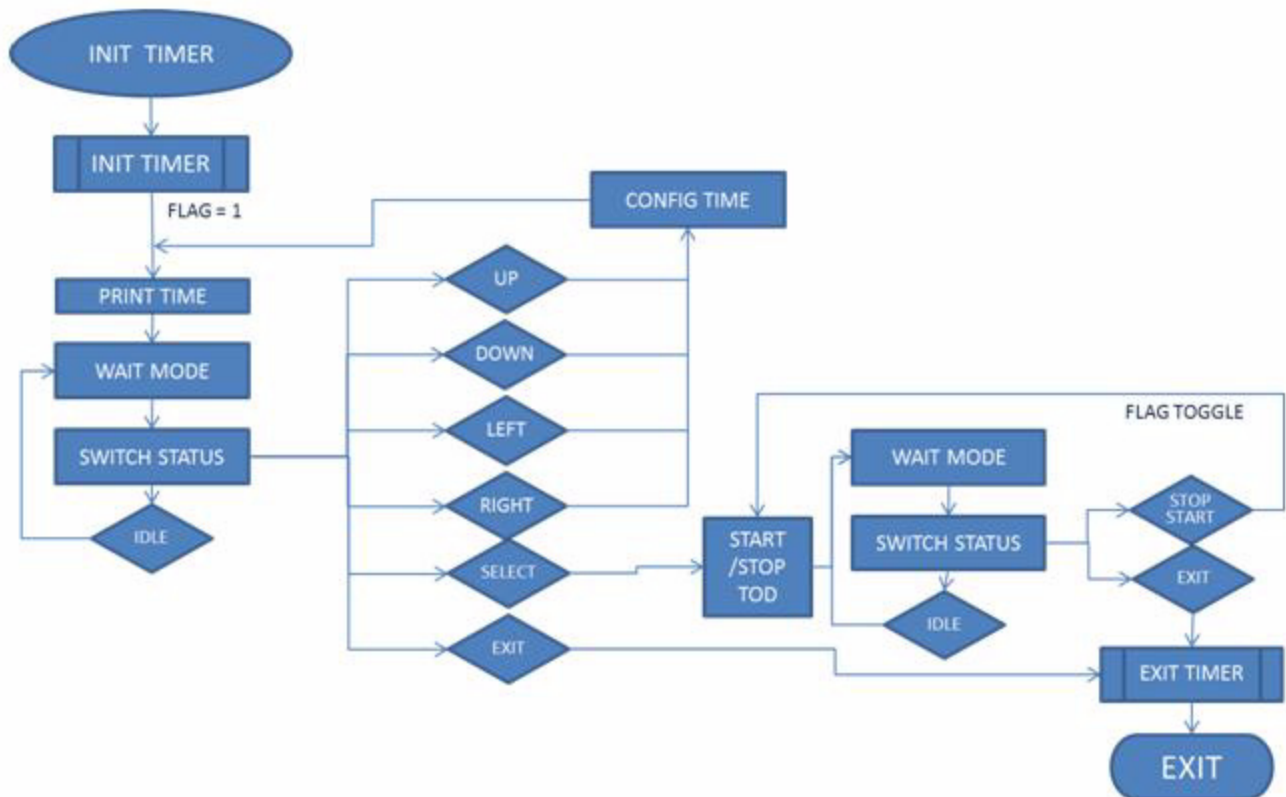 INIT TIMER
INIT TIMER
FLAG = 1
CONFIG TIME
PRINT TIME
WAIT MODE
SWITCH STATUS
IDLE
UP
DOWN
LEFT
RIGHT
SELECT
EXIT
START
/STOP
TOD
FLAG TOGGLE
WAIT MODE
SWITCH STATUS
IDLE
STOP
START
EXIT
EXIT TIMER
EXIT